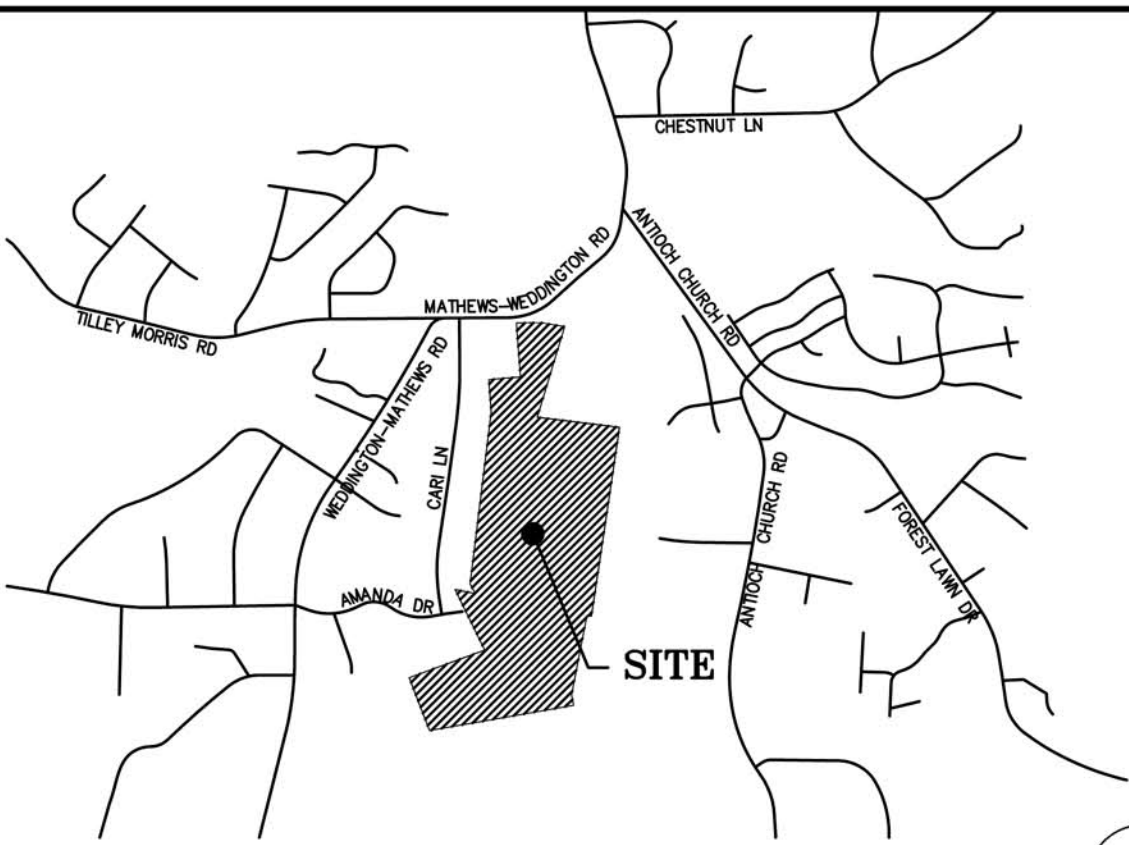 CHESTNUT LN
ANTIOCH CHURCH RD
MATHEWS-WEDDINGTON RD
TILLEY MORRIS RD
WEDDINGTON-MATHEWS RD
CARI LN
ANTIOCH CHURCH RD
FOREST LAWN DR
AMANDA DR
SITE